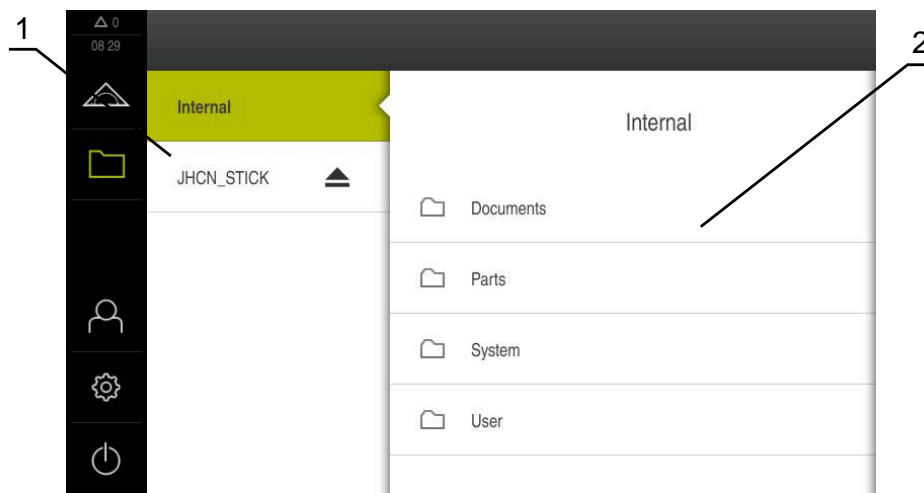 1
2
0
08 29
Internal
JHCN_STICK
Internal
Documents
Parts
System
User